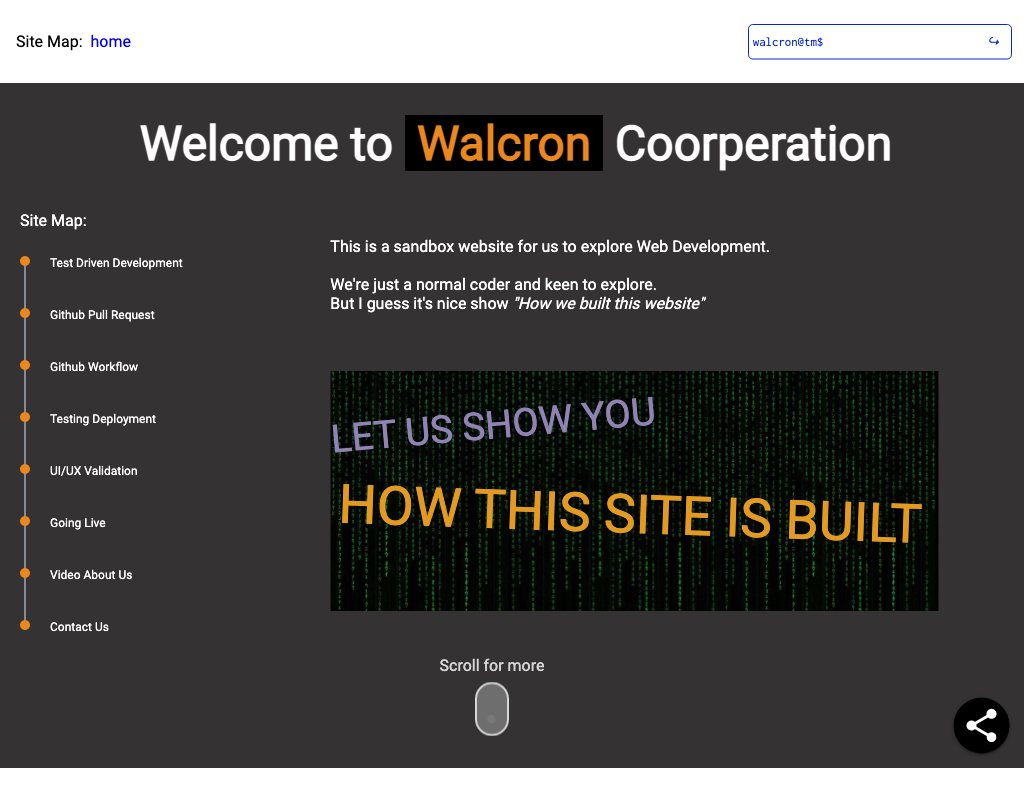 Site Map: home
walcron@tm$
Welcome to Walcron Coorperation
Site Map:
Test Driven Development
Github Pull Request
Github Workflow
Testing Deployment
UI/UX Validation
Going Live
Video About Us
Contact Us
This is a sandbox website for us to explore Web Development.
We're just a normal coder and keen to explore.
But I guess it's nice show "How we built this website"
LET US SHOW YOU
HOW THIS SITE IS BUILT
Scroll for more